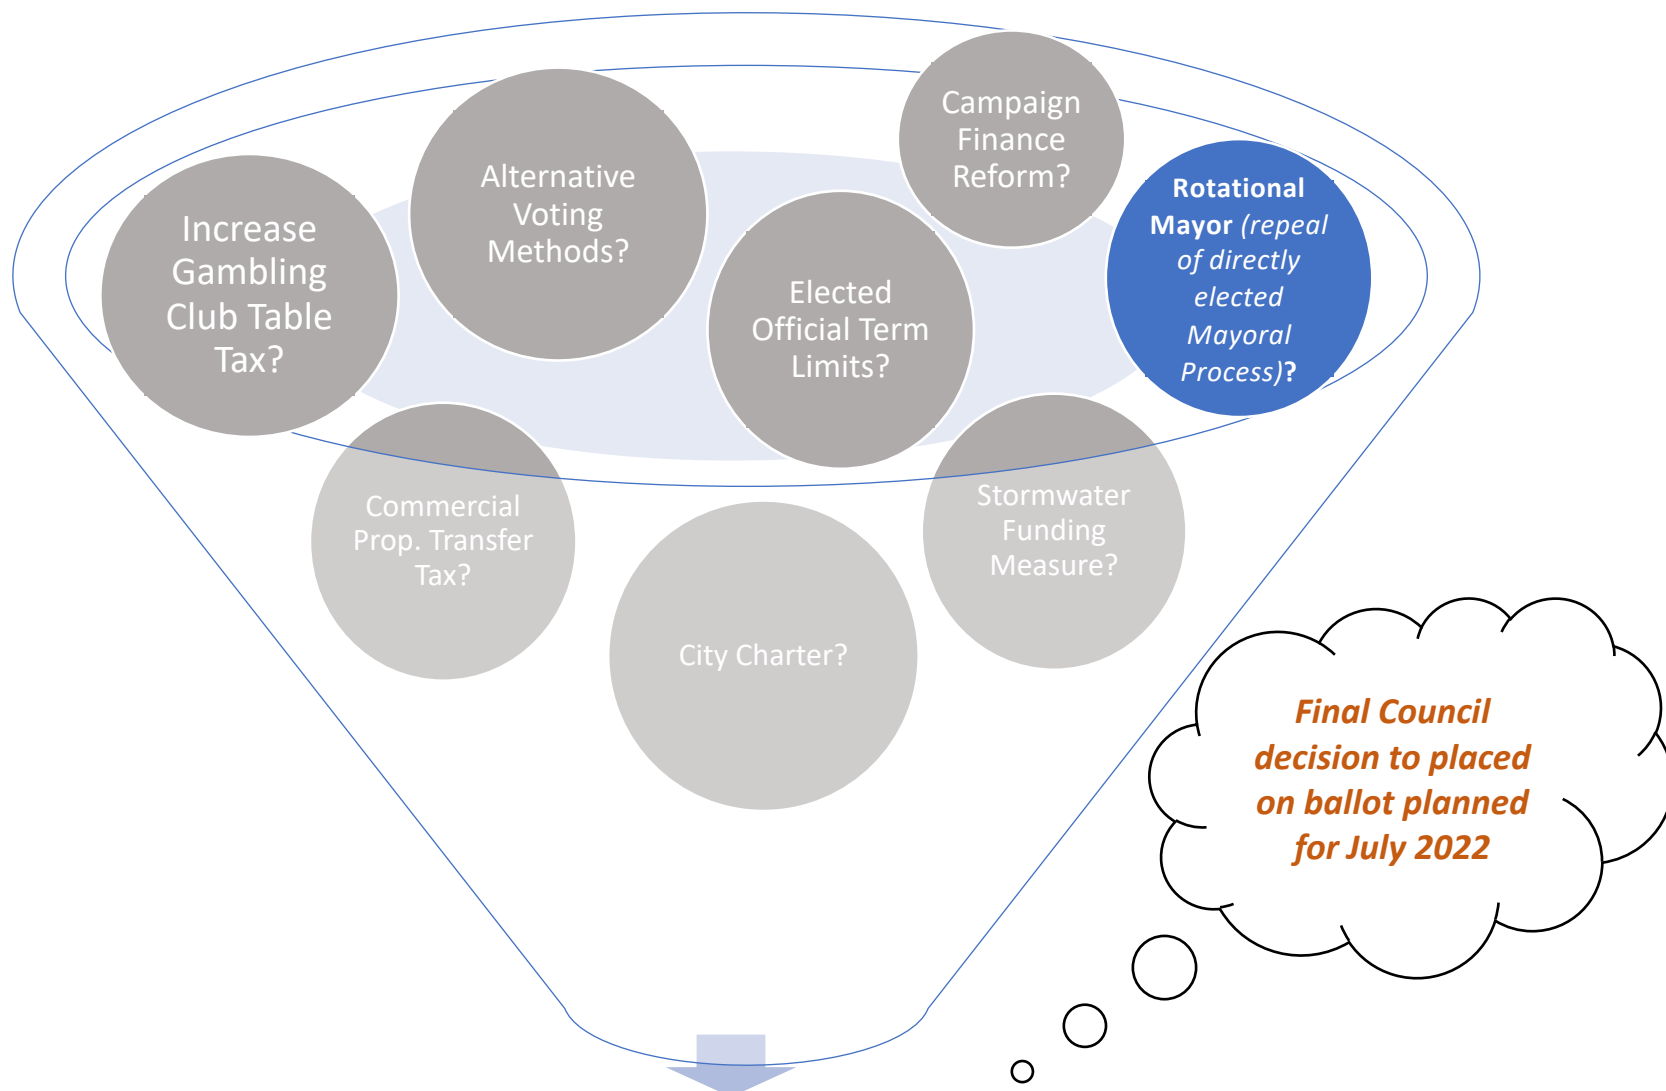 Campaign
Finance
Reform?
Alternative
Voting
Methods?
Rotational
Mayor (repeal
of directly
elected
Mayoral
Process)?
Increase
Gambling
Club Table
Tax?
Elected
Official Term
Limits?
Commercial
Prop. Transfer
Tax?
Stormwater
Funding
Measure?
City Charter?
Final Council
decision to placed
on ballot planned
for July 2022